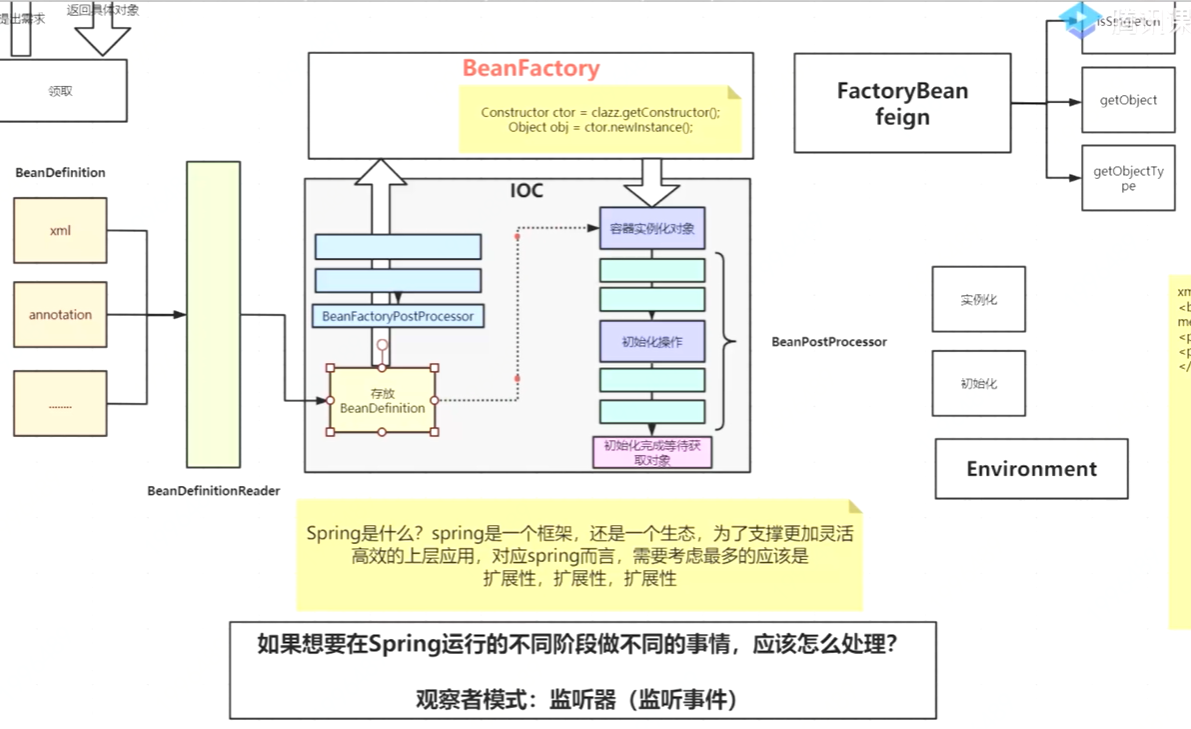 提出需求
返回具体对象
领取
BeanFactory
Constructor ctor = clazz.getConstructor();
Object obj = ctor.newInstance();
FactoryBean
feign
isSingleton
腾讯课
getObject
getObjectTy
pe
BeanDefinition
xml
annotation
........
BeanDefinitionReader
IOC
BeanFactoryPostProcessor
存放
BeanDefinition
容器实例化对象
初始化操作
初始化完成等待获
取对象
BeanPostProcessor
实例化
初始化
Environment
xm
<b
me
<p
<p
</
Spring是什么？spring是一个框架，还是一个生态，为了支撑更加灵活
高效的上层应用，对应spring而言，需要考虑最多的应该是
扩展性，扩展性，扩展性
如果想要在Spring运行的不同阶段做不同的事情，应该怎么处理？
观察者模式：监听器（监听事件）